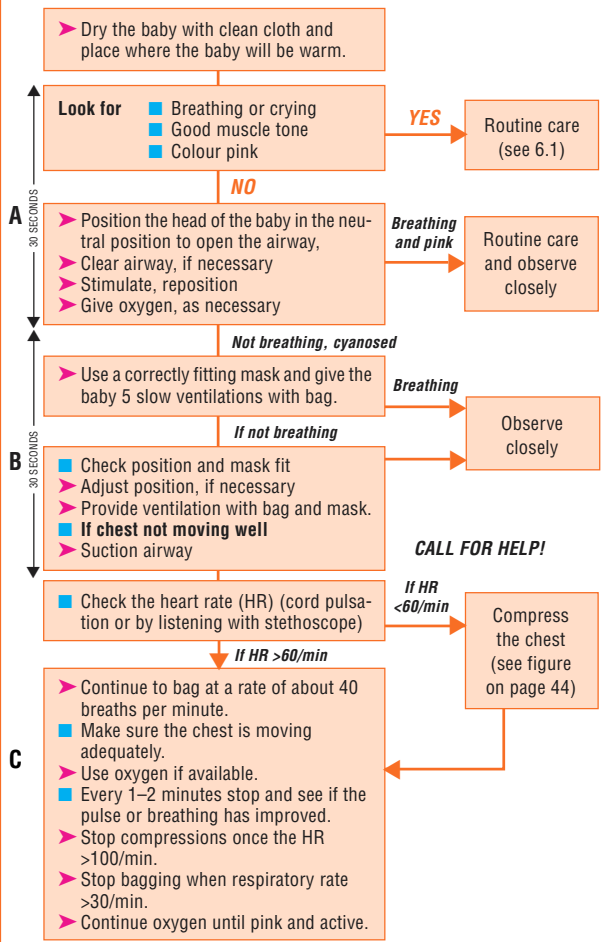 Dry the baby with clean cloth and
place where the baby will be warm.
Look for
Breathing or crying
Good muscle tone
Colour pink
YES
Routine care
(see 6.1)
NO
A
30 SECONDS
Position the head of the baby in the neu-
tral position to open the airway,
Clear airway, if necessary
Stimulate, reposition
Give oxygen, as necessary
Breathing
and pink
Routine care
and observe
closely
Not breathing, cyanosed
B
30 SECONDS
Use a correctly fitting mask and give the
baby 5 slow ventilations with bag.
Breathing
Observe
closely
If not breathing
Check position and mask fit
Adjust position, if necessary
Provide ventilation with bag and mask.
If chest not moving well
Suction airway
CALL FOR HELP!
Check the heart rate (HR) (cord pulsa-
tion or by listening with stethoscope)
If HR
<60/min
Compress
the chest
(see figure
on page 44)
If HR >60/min
C
Continue to bag at a rate of about 40
breaths per minute.
Make sure the chest is moving
adequately.
Use oxygen if available.
Every 1–2 minutes stop and see if the
pulse or breathing has improved.
Stop compressions once the HR
>100/min.
Stop bagging when respiratory rate
>30/min.
Continue oxygen until pink and active.